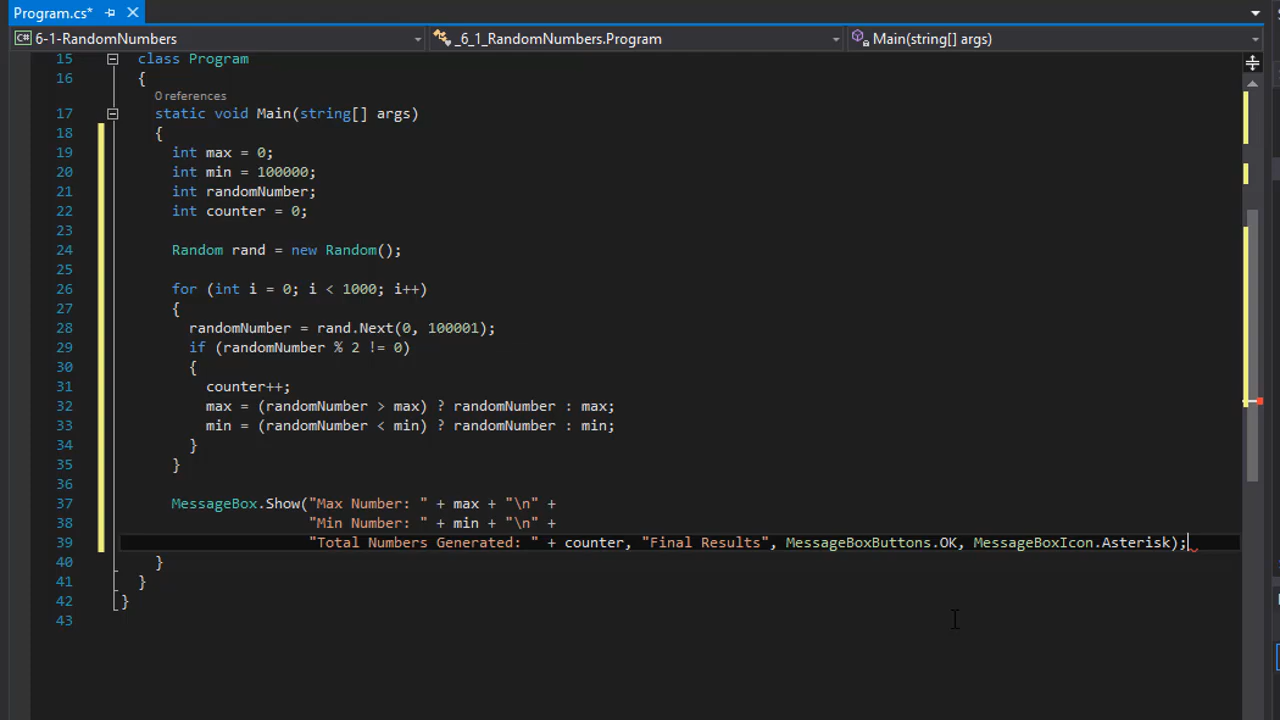 Program.cs*
C# 6-1-RandomNumbers _6_1_RandomNumbers.Program Main(string[] args)
15 class Program
16 {
0 references
17 static void Main(string[] args)
18 {
19 int max = 0;
20 int min = 100000;
21 int randomNumber;
22 int counter = 0;
23
24 Random rand = new Random();
25
26 for (int i = 0; i < 1000; i++)
27 {
28 randomNumber = rand.Next(0, 100001);
29 if (randomNumber % 2 != 0)
30 {
31 counter++;
32 max = (randomNumber > max) ? randomNumber : max;
33 min = (randomNumber < min) ? randomNumber : min;
34 }
35 }
36
37 MessageBox.Show("Max Number: " + max + "\n" +
38 "Min Number: " + min + "\n" +
39 "Total Numbers Generated: " + counter, "Final Results", MessageBoxButtons.OK, MessageBoxIcon.Asterisk);
40 }
41 }
42 }
43